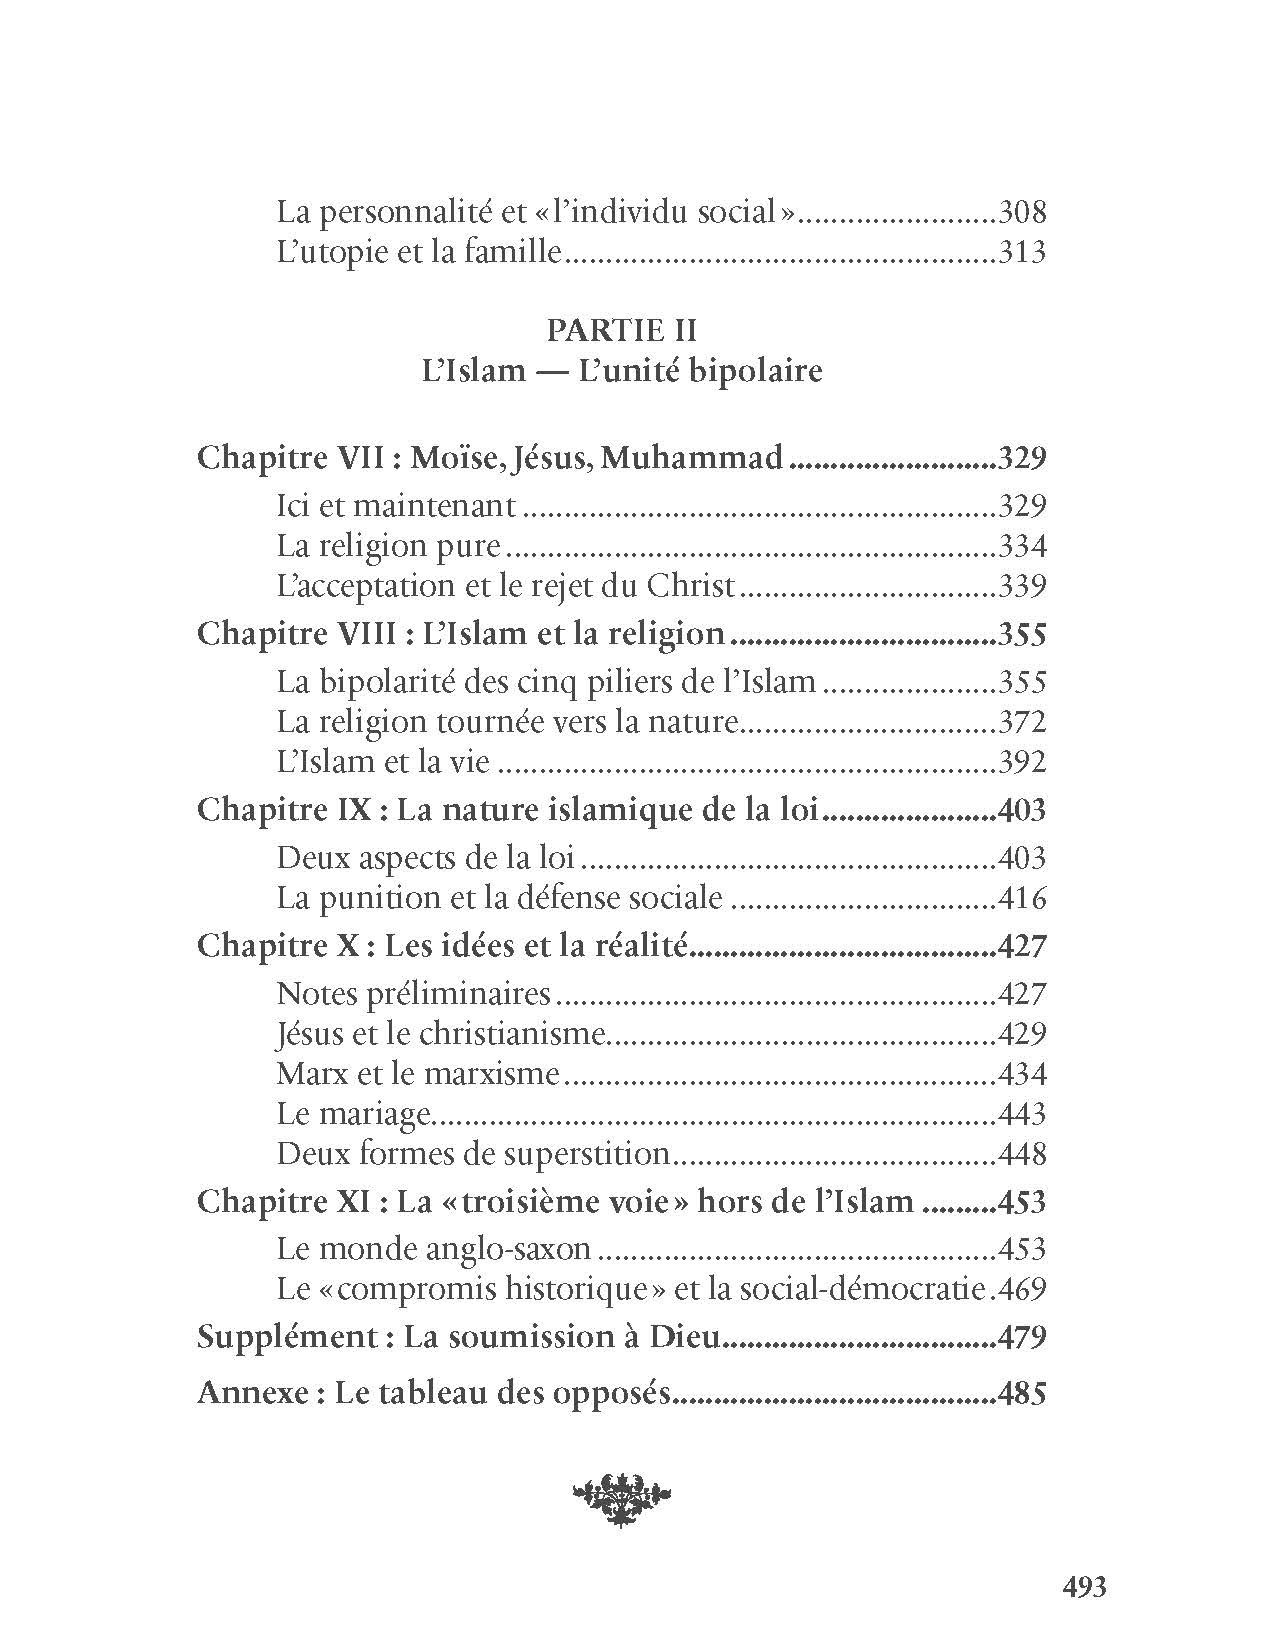 La personnalité et «l’individu social»........................308
L’utopie et la famille....................................................313
PARTIE II
L’Islam — L’unité bipolaire
Chapitre VII : Moïse, Jésus, Muhammad.........................329
Ici et maintenant.........................................................329
La religion pure...........................................................334
L’acceptation et le rejet du Christ...............................339
Chapitre VIII : L’Islam et la religion................................355
La bipolarité des cinq piliers de l’Islam.....................355
La religion tournée vers la nature...............................372
L’Islam et la vie............................................................392
Chapitre IX : La nature islamique de la loi.....................403
Deux aspects de la loi..................................................403
La punition et la défense sociale................................416
Chapitre X : Les idées et la réalité.....................................427
Notes préliminaires.....................................................427
Jésus et le christianisme...............................................429
Marx et le marxisme....................................................434
Le mariage....................................................................443
Deux formes de superstition.......................................448
Chapitre XI : La «troisième voie» hors de l’Islam.........453
Le monde anglo-saxon................................................453
Le «compromis historique» et la social-démocratie.469
Supplément : La soumission à Dieu.................................479
Annexe : Le tableau des opposés.......................................485
493